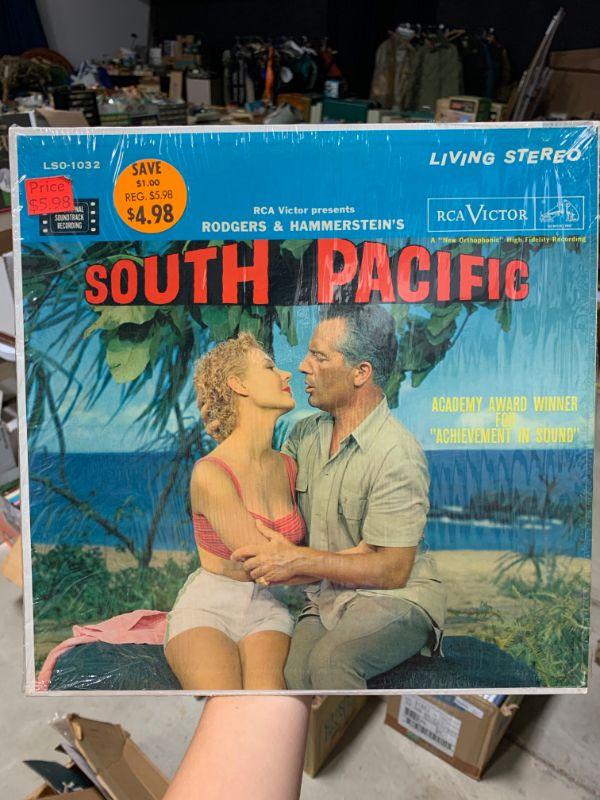 LSO-1032
LIVING STEREO
Price
$5.98
SAVE
$1.00
REG. $5.98
$4.98
SOUNDTRACK
RECORDING
RCA Victor presents
RODGERS & HAMMERSTEIN'S
RCA VICTOR
A "New Orthophonic" High Fidelity Recording
SOUTH PACIFIC
ACADEMY AWARD WINNER
FOR
"ACHIEVEMENT IN SOUND"